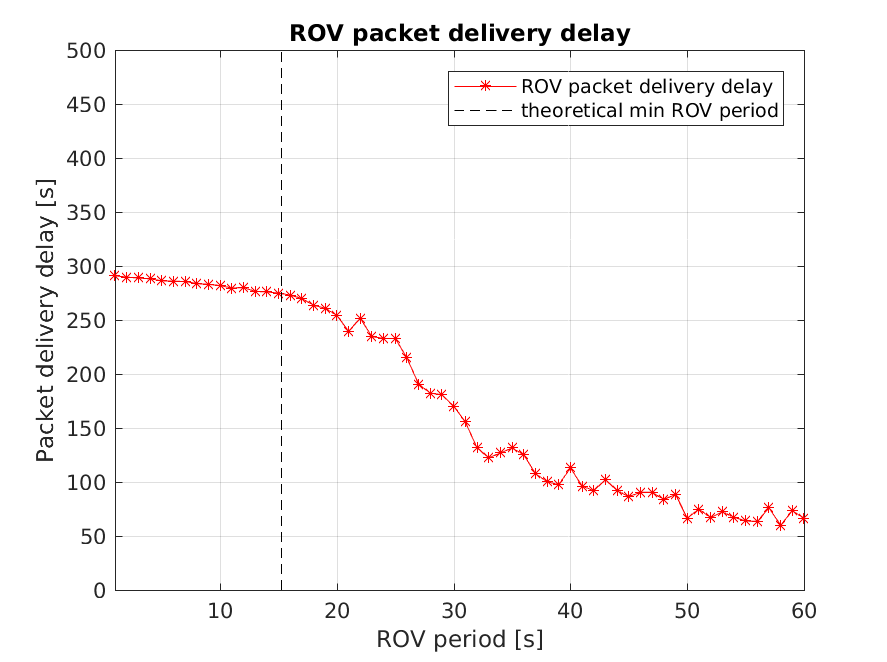 ROV packet delivery delay
500
450
400
350
300
250
200
150
100
50
0
Packet delivery delay [s]
ROV packet delivery delay
theoretical min ROV period
10 20 30 40 50 60
ROV period [s]